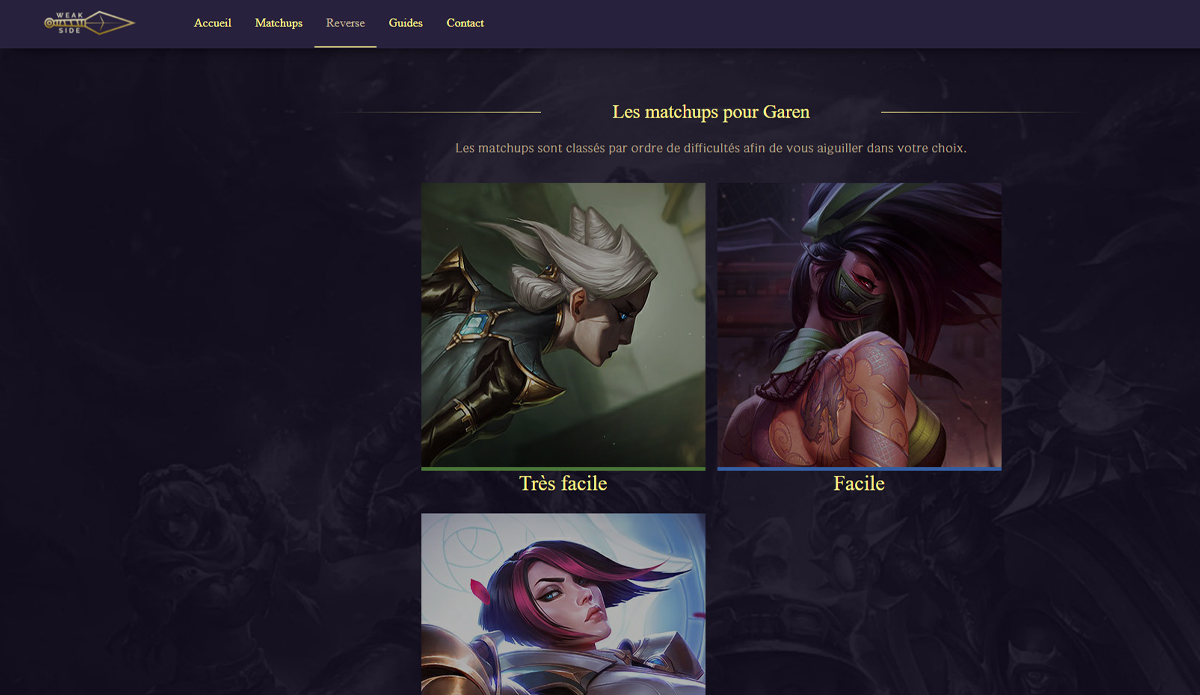 WEAK
SIDE
Accueil Matchups Reverse Guides Contact
Les matchups pour Garen
Les matchups sont classés par ordre de difficultés afin de vous aiguiller dans votre choix.
Très facile Facile